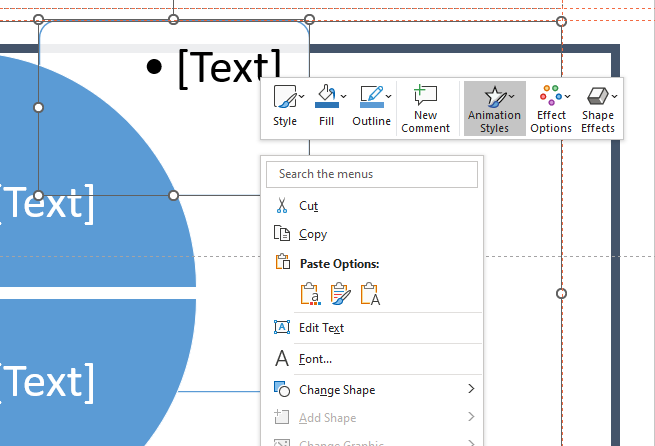 • [Text]
Style
Fill
Outline
New
Comment
Animation
Styles
Effect
Options
Shape
Effects
Search the menus
Cut
Copy
Paste Options:
Edit Text
Font...
Change Shape
Add Shape
Change Graphic
[Text]
[Text]